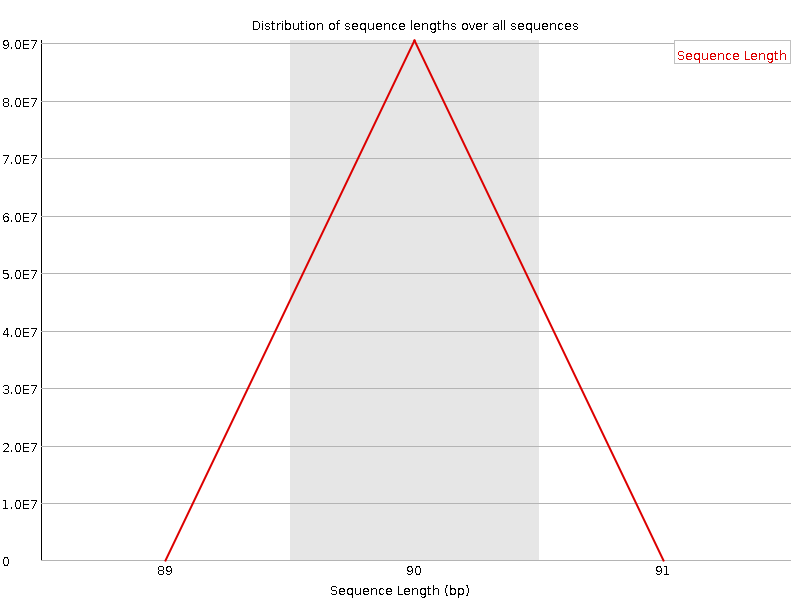 Distribution of sequence lengths over all sequences
Sequence Length
9.0E7
8.0E7
7.0E7
6.0E7
5.0E7
4.0E7
3.0E7
2.0E7
1.0E7
0
89 90 91
Sequence Length (bp)